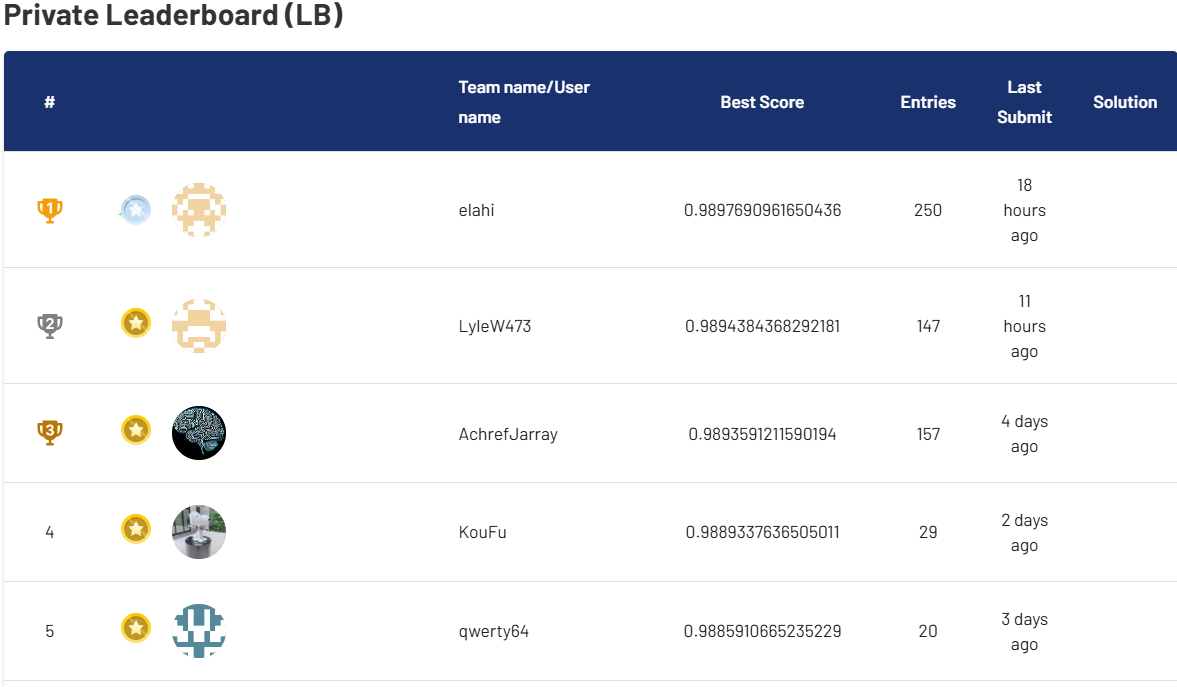 Private Leaderboard (LB)
# Team name/User name Best Score Entries Last Submit Solution
1 elahi 0.9897690961650436 250 18 hours ago
2 LyleW473 0.9894384368292181 147 11 hours ago
3 AchrefJarray 0.9893591211590194 157 4 days ago
4 KouFu 0.9889337636505011 29 2 days ago
5 qwerty64 0.9885910665235229 20 3 days ago